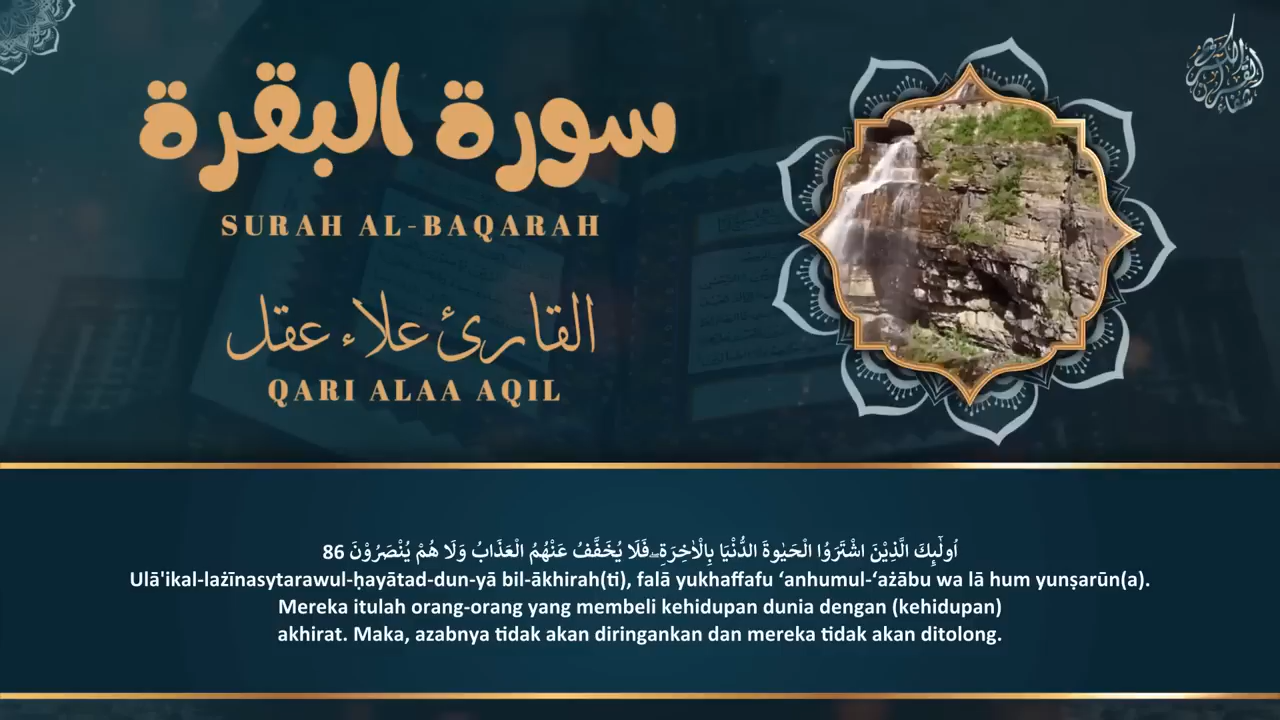 سورة البقرة
SURAH AL-BAQARAH
القارئ علاء عقل
QARI ALAA AQIL
اُولٰۤىِٕكَ الَّذِيْنَ اشْتَرَوُا الْحَيٰوةَ الدُّنْيَا بِالْاٰخِرَةِ ۖفَلَا يُخَفَّفُ عَنْهُمُ الْعَذَابُ وَلَا هُمْ يُنْصَرُوْنَ 86
Ulā'ikal-lażīnasytarawul-ḥayātad-dun-yā bil-ākhirah(ti), falā yukhaffafu ‘anhumul-‘ażābu wa lā hum yunṣarūn(a).
Mereka itulah orang-orang yang membeli kehidupan dunia dengan (kehidupan)
akhirat. Maka, azabnya tidak akan diringankan dan mereka tidak akan ditolong.